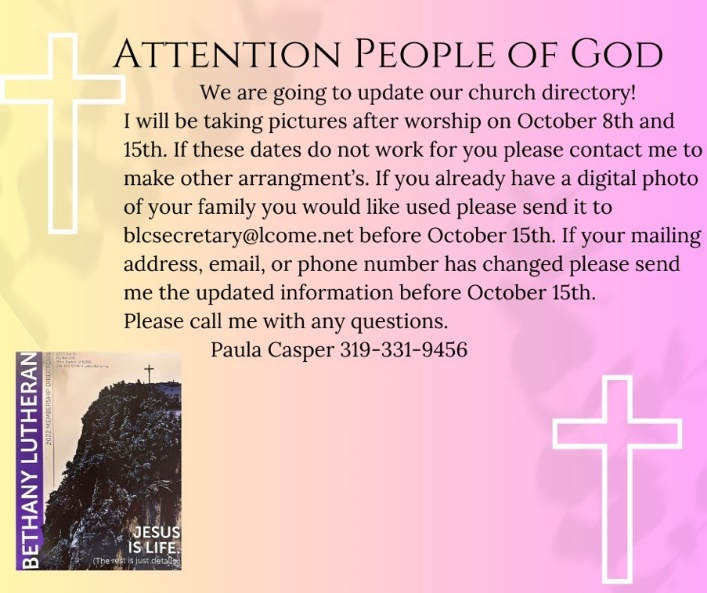 ATTENTION PEOPLE OF GOD
We are going to update our church directory!
I will be taking pictures after worship on October 8th and
15th. If these dates do not work for you please contact me to
make other arrangment's. If you already have a digital photo
of your family you would like used please send it to
blcsecretary@lcome.net before October 15th. If your mailing
address, email, or phone number has changed please send
me the updated information before October 15th.
Please call me with any questions.
Paula Casper 319-331-9456
BETHANY LUTHERAN
2022 MEMBERSHIP DIRECTORY
JESUS
IS LIFE.
(The rest is just details